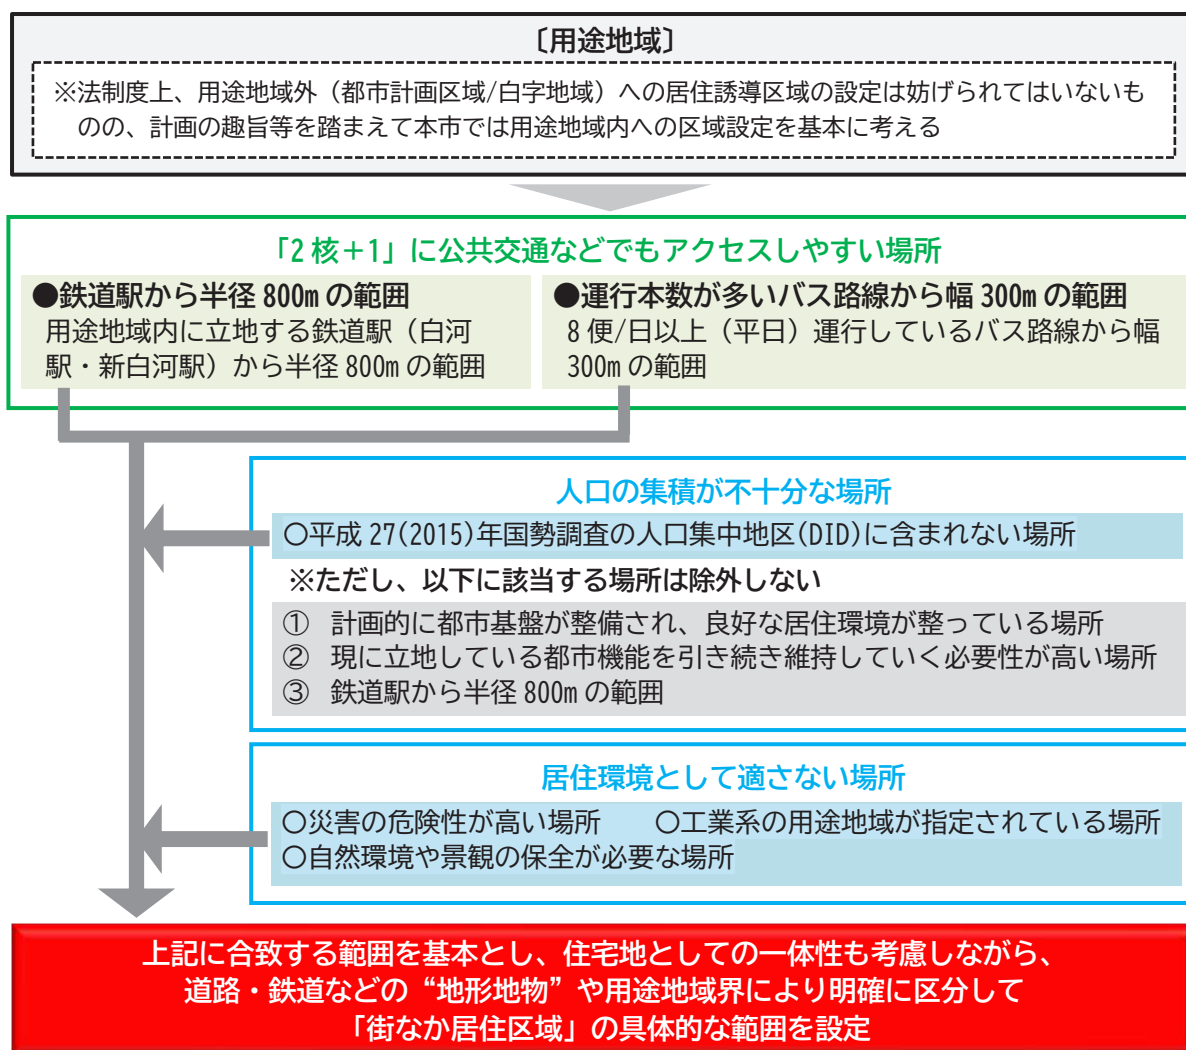 〔用途地域〕
※法制度上、用途地域外（都市計画区域/白字地域）への居住誘導区域の設定は妨げられてはいないも
のの、計画の趣旨等を踏まえて本市では用途地域内への区域設定を基本に考える
「2核＋1」に公共交通などでもアクセスしやすい場所
●鉄道駅から半径 800m の範囲
用途地域内に立地する鉄道駅（白河
駅・新白河駅）から半径 800m の範囲
●運行本数が多いバス路線から幅 300m の範囲
8 便/日以上（平日）運行しているバス路線から幅
300m の範囲
人口の集積が不十分な場所
〇平成 27(2015)年国勢調査の人口集中地区(DID)に含まれない場所
※ただし、以下に該当する場所は除外しない
① 計画的に都市基盤が整備され、良好な居住環境が整っている場所
② 現に立地している都市機能を引き続き維持していく必要性が高い場所
③ 鉄道駅から半径 800m の範囲
居住環境として適さない場所
〇災害の危険性が高い場所 〇工業系の用途地域が指定されている場所
〇自然環境や景観の保全が必要な場所
上記に合致する範囲を基本とし、住宅地としての一体性も考慮しながら、
道路・鉄道などの“地形地物”や用途地域界により明確に区分して
「街なか居住区域」の具体的な範囲を設定